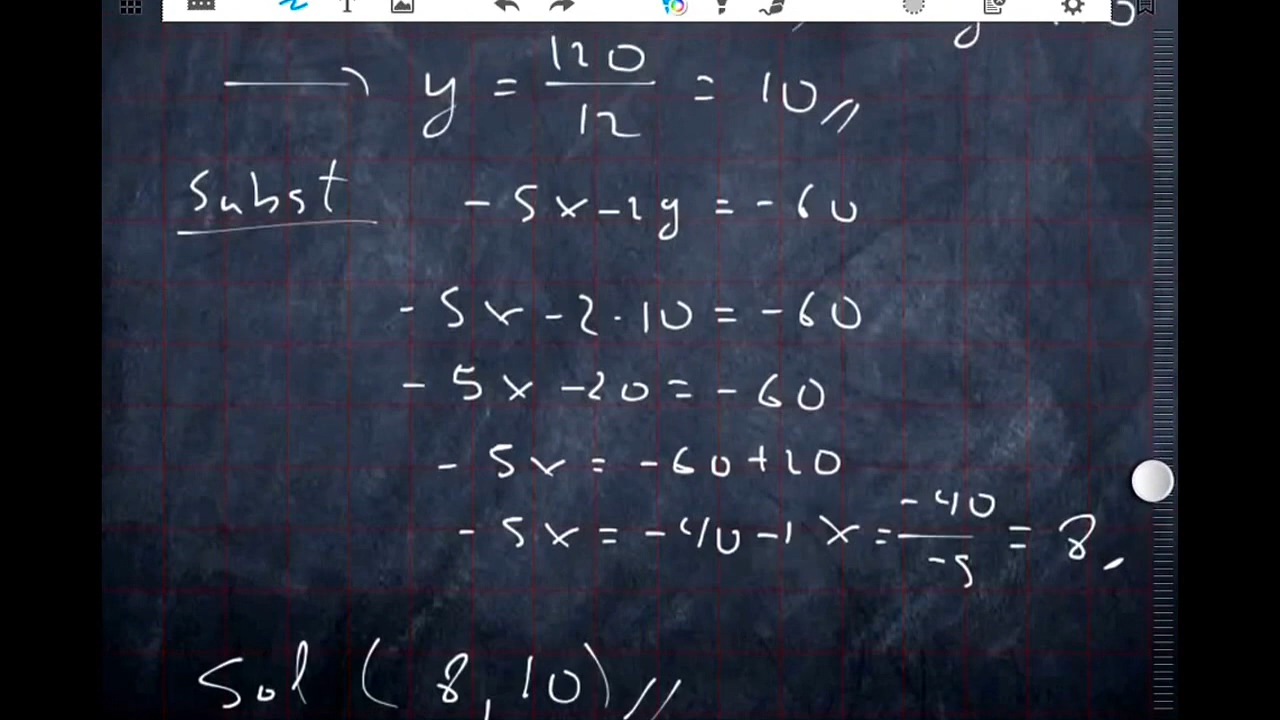 y = 120/12 = 10 //
Subst -5x-2y = -60
-5x-2·10 = -60
-5x-20 = -60
-5x = -60+20
-5x = -40 → x = -40/-5 = 8
Sol (8,10) //